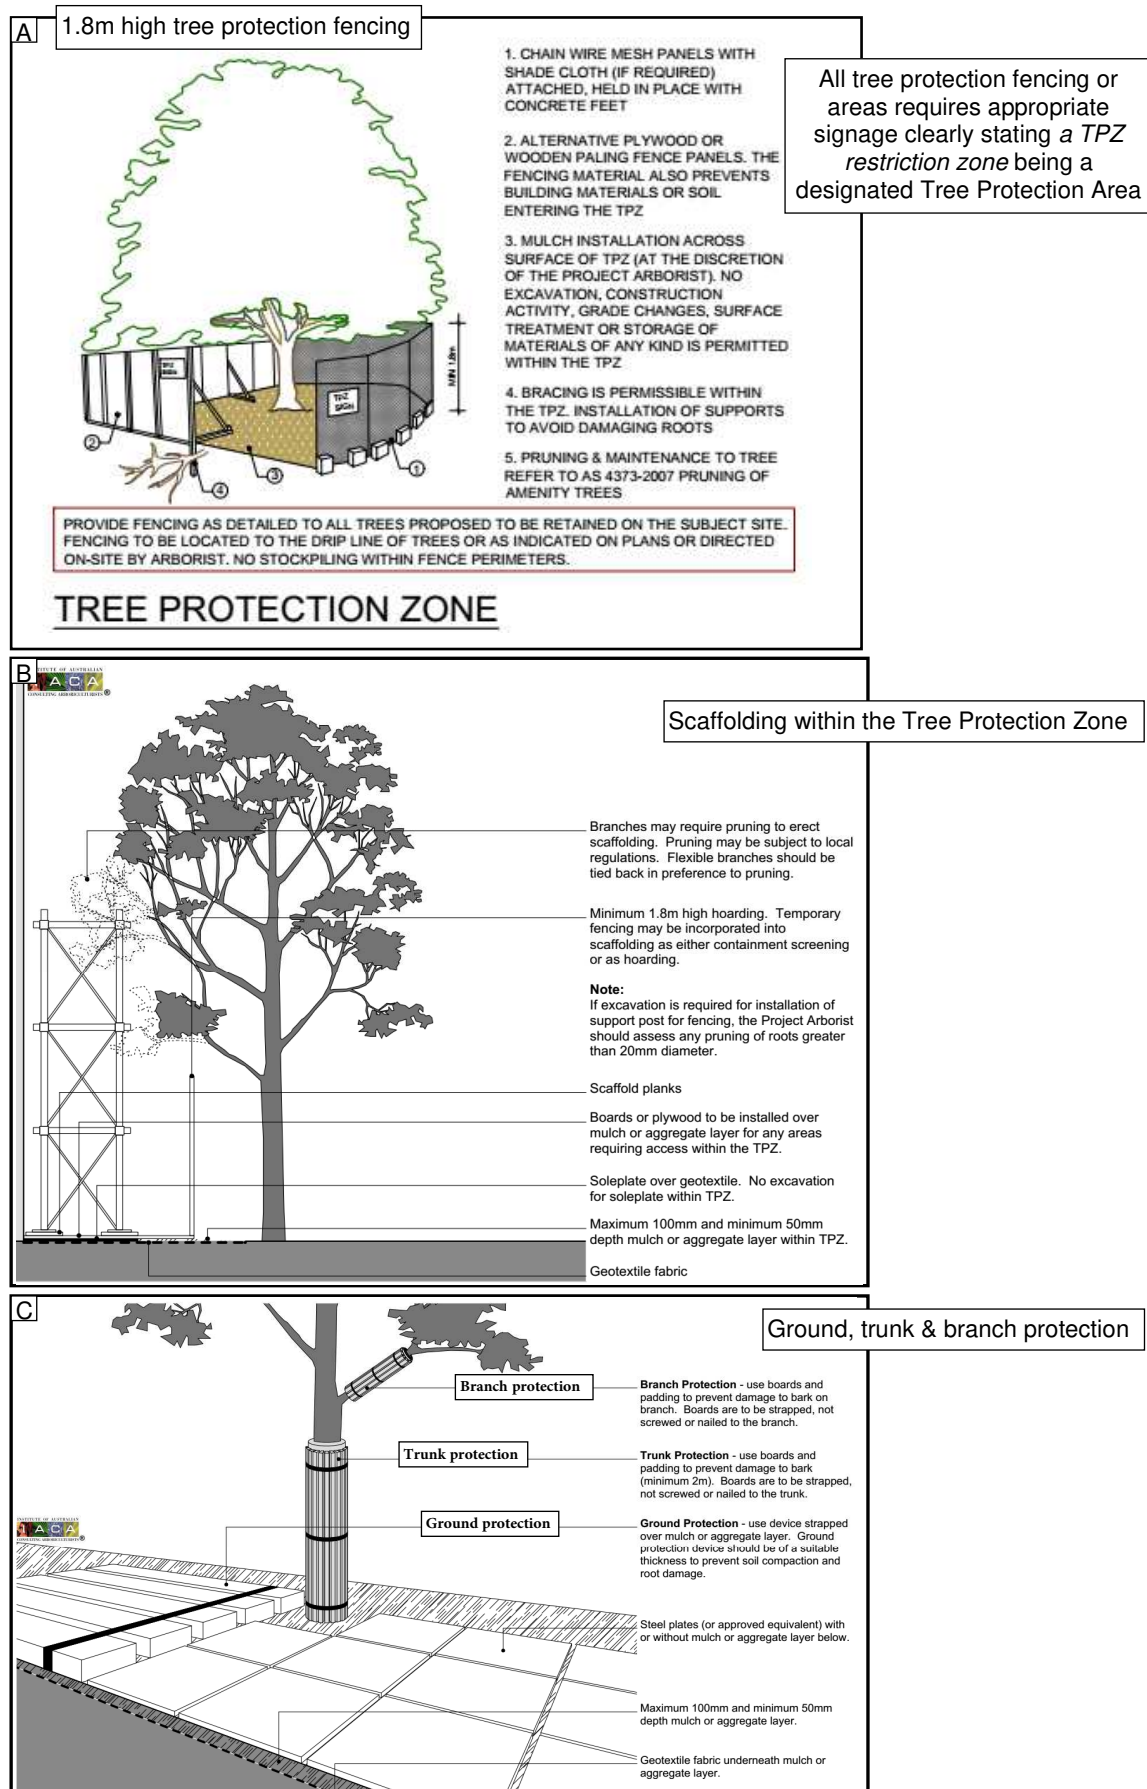 A
1.8m high tree protection fencing
1. CHAIN WIRE MESH PANELS WITH
SHADE CLOTH (IF REQUIRED)
ATTACHED, HELD IN PLACE WITH
CONCRETE FEET
2. ALTERNATIVE PLYWOOD OR
WOODEN PALING FENCE PANELS. THE
FENCING MATERIAL ALSO PREVENTS
BUILDING MATERIALS OR SOIL
ENTERING THE TPZ
3. MULCH INSTALLATION ACROSS
SURFACE OF TPZ (AT THE DISCRETION
OF THE PROJECT ARBORIST). NO
EXCAVATION, CONSTRUCTION
ACTIVITY, GRADE CHANGES, SURFACE
TREATMENT OR STORAGE OF
MATERIALS OF ANY KIND IS PERMITTED
WITHIN THE TPZ
4. BRACING IS PERMISSIBLE WITHIN
THE TPZ. INSTALLATION OF SUPPORTS
TO AVOID DAMAGING ROOTS
5. PRUNING & MAINTENANCE TO TREE
REFER TO AS 4373-2007 PRUNING OF
AMENITY TREES
All tree protection fencing or
areas requires appropriate
signage clearly stating a TPZ
restriction zone being a
designated Tree Protection Area
TPZ
SIGN
TPZ
SIGN
MIN 1.8m
2
4
3
1
PROVIDE FENCING AS DETAILED TO ALL TREES PROPOSED TO BE RETAINED ON THE SUBJECT SITE.
FENCING TO BE LOCATED TO THE DRIP LINE OF TREES OR AS INDICATED ON PLANS OR DIRECTED
ON-SITE BY ARBORIST. NO STOCKPILING WITHIN FENCE PERIMETERS.
TREE PROTECTION ZONE
B
INSTITUTE OF AUSTRALIAN
IACA ®
CONSULTING ARBORICULTURISTS
Scaffolding within the Tree Protection Zone
Branches may require pruning to erect
scaffolding. Pruning may be subject to local
regulations. Flexible branches should be
tied back in preference to pruning.
Minimum 1.8m high hoarding. Temporary
fencing may be incorporated into
scaffolding as either containment screening
or as hoarding.
Note:
If excavation is required for installation of
support post for fencing, the Project Arborist
should assess any pruning of roots greater
than 20mm diameter.
Scaffold planks
Boards or plywood to be installed over
mulch or aggregate layer for any areas
requiring access within the TPZ.
Soleplate over geotextile. No excavation
for soleplate within TPZ.
Maximum 100mm and minimum 50mm
depth mulch or aggregate layer within TPZ.
Geotextile fabric
C
Ground, trunk & branch protection
Branch protection
Branch Protection - use boards and
padding to prevent damage to bark on
branch. Boards are to be strapped, not
screwed or nailed to the branch.
Trunk protection
Trunk Protection - use boards and
padding to prevent damage to bark
(minimum 2m). Boards are to be strapped,
not screwed or nailed to the trunk.
INSTITUTE OF AUSTRALIAN
IACA ®
CONSULTING ARBORICULTURISTS
Ground protection
Ground Protection - use device strapped
over mulch or aggregate layer. Ground
protection device should be of a suitable
thickness to prevent soil compaction and
root damage.
Steel plates (or approved equivalent) with
or without mulch or aggregate layer below.
Maximum 100mm and minimum 50mm
depth mulch or aggregate layer.
Geotextile fabric underneath mulch or
aggregate layer.